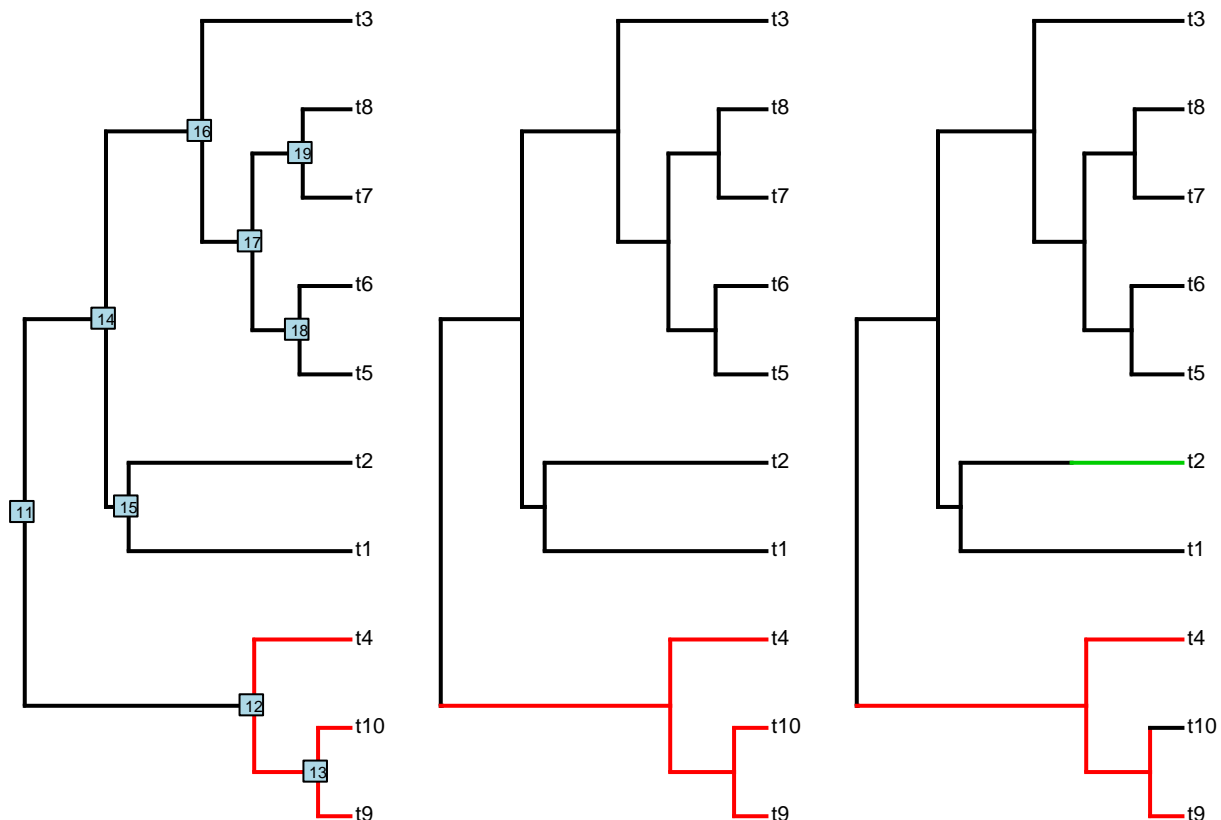 t3 t3 t3
t8 t8 t8
16
19
t7 t7 t7
17
t6 t6 t6
14
18
t5 t5 t5
t2 t2 t2
15
11
t1 t1 t1
t4 t4 t4
12
t10 t10 t10
13
t9 t9 t9